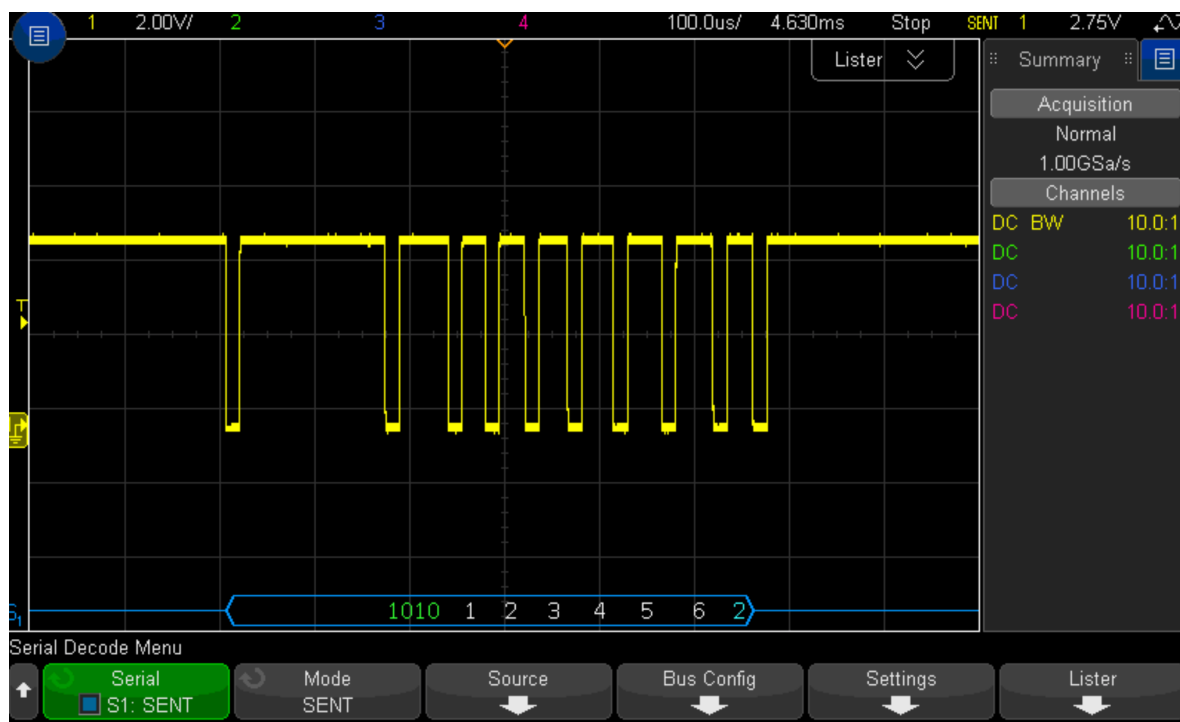 1 2.00V/ 2 3 4 100.0us/ 4.630ms Stop SENT 1 2.75V
Lister
Summary
Acquisition
Normal
1.00GSa/s
Channels
DC BW 10.0:1
DC 10.0:1
DC 10.0:1
DC 10.0:1
T
S1 1010 1 2 3 4 5 6 2
Serial Decode Menu
Serial Mode Source Bus Config Settings Lister
S1: SENT SENT